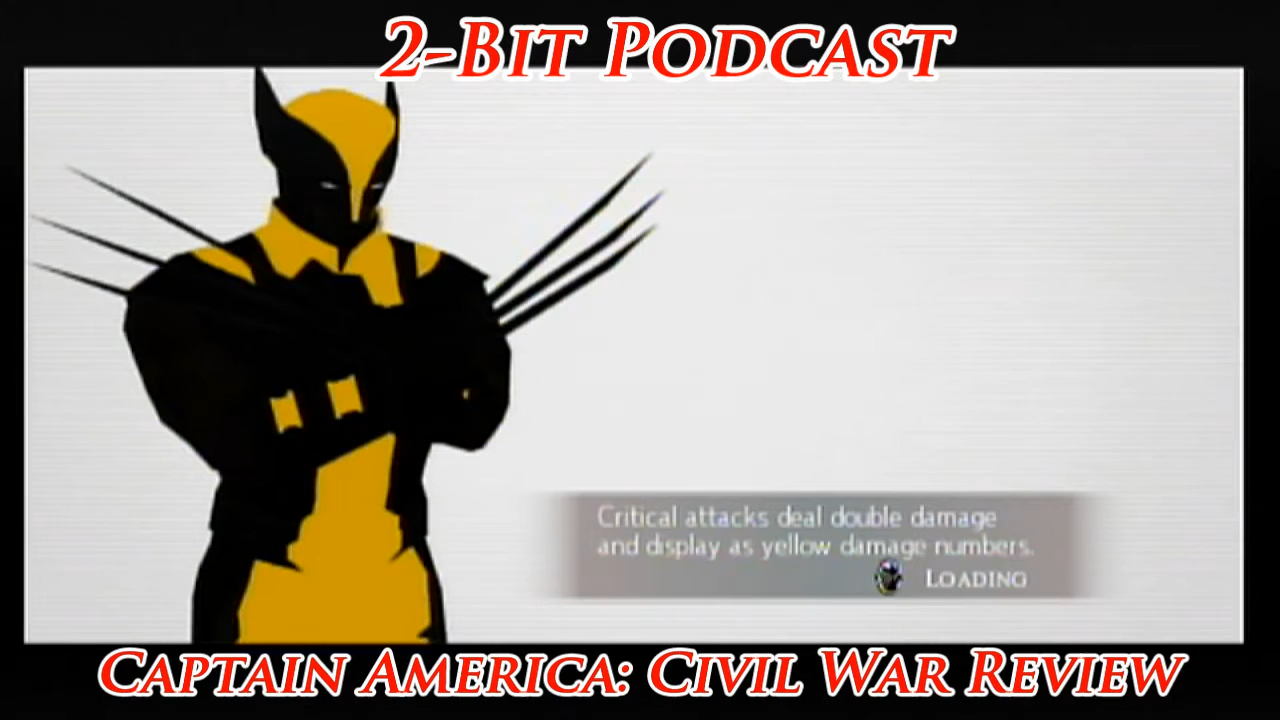 2-Bit Podcast
Critical attacks deal double damage
and display as yellow damage numbers.
Loading
Captain America: Civil War Review